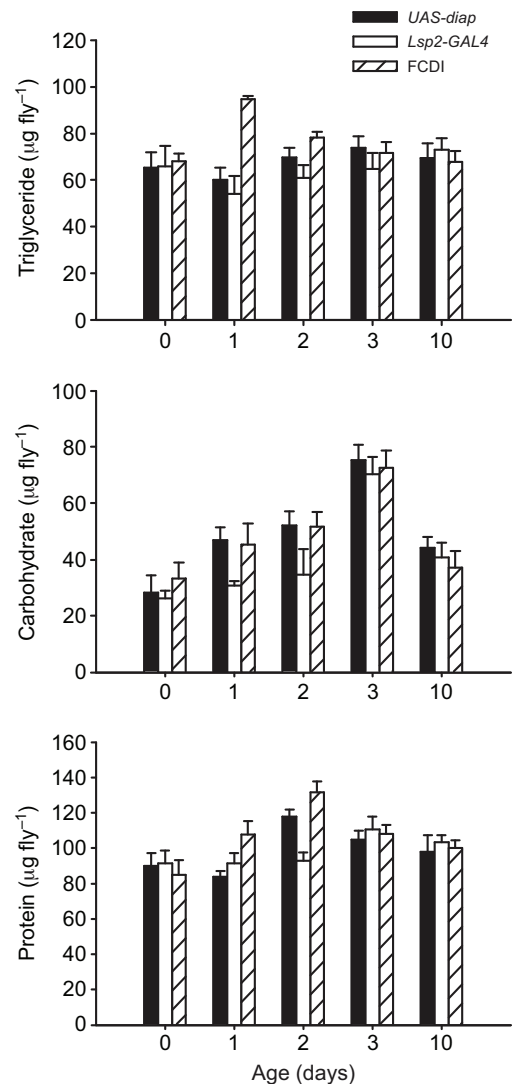 UAS-diap
Lsp2-GAL4
FCDI
120
100
80
60
40
20
0
Triglyceride (μg fly⁻¹)
0 1 2 3 10
100
80
60
40
20
0
Carbohydrate (μg fly⁻¹)
0 1 2 3 10
160
140
120
100
80
60
40
20
0
Protein (μg fly⁻¹)
0 1 2 3 10
Age (days)